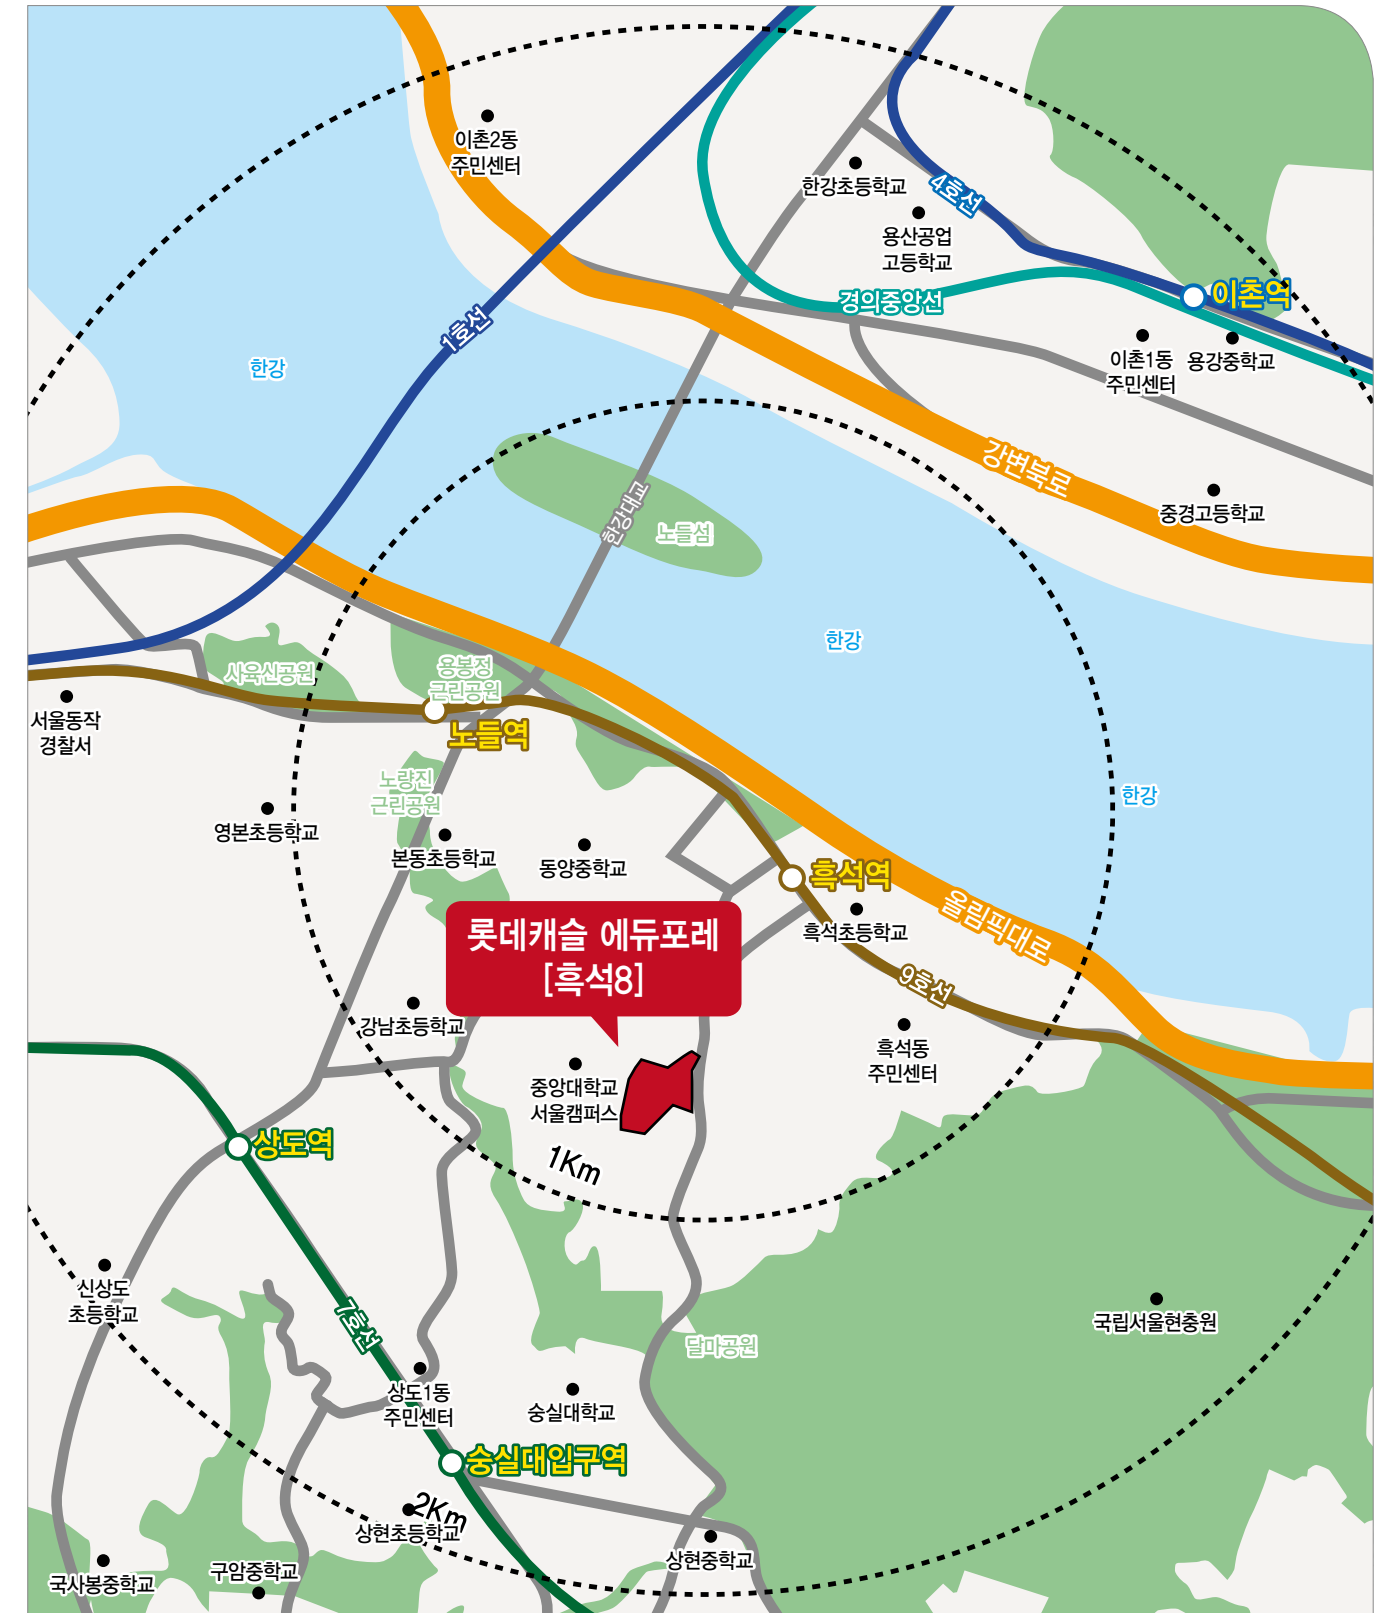 이촌2동
주민센터
한강초등학교
4호선
용산공업
고등학교
경의중앙선
이촌역
1호선
이촌1동
주민센터
용강중학교
한강
강변북로
중경고등학교
한강대교
노들섬
한강
사육신공원
용봉정
근린공원
서울동작
경찰서
노들역
노량진
근린공원
한강
영본초등학교
본동초등학교
동양중학교
흑석역
흑석초등학교
올림픽대로
롯데캐슬 에듀포레
[흑석8]
9호선
강남초등학교
흑석동
주민센터
중앙대학교
서울캠퍼스
상도역
1Km
신상도
초등학교
7호선
국립서울현충원
달마공원
상도1동
주민센터
숭실대학교
숭실대입구역
2Km
상현초등학교
상현중학교
국사봉중학교
구암중학교